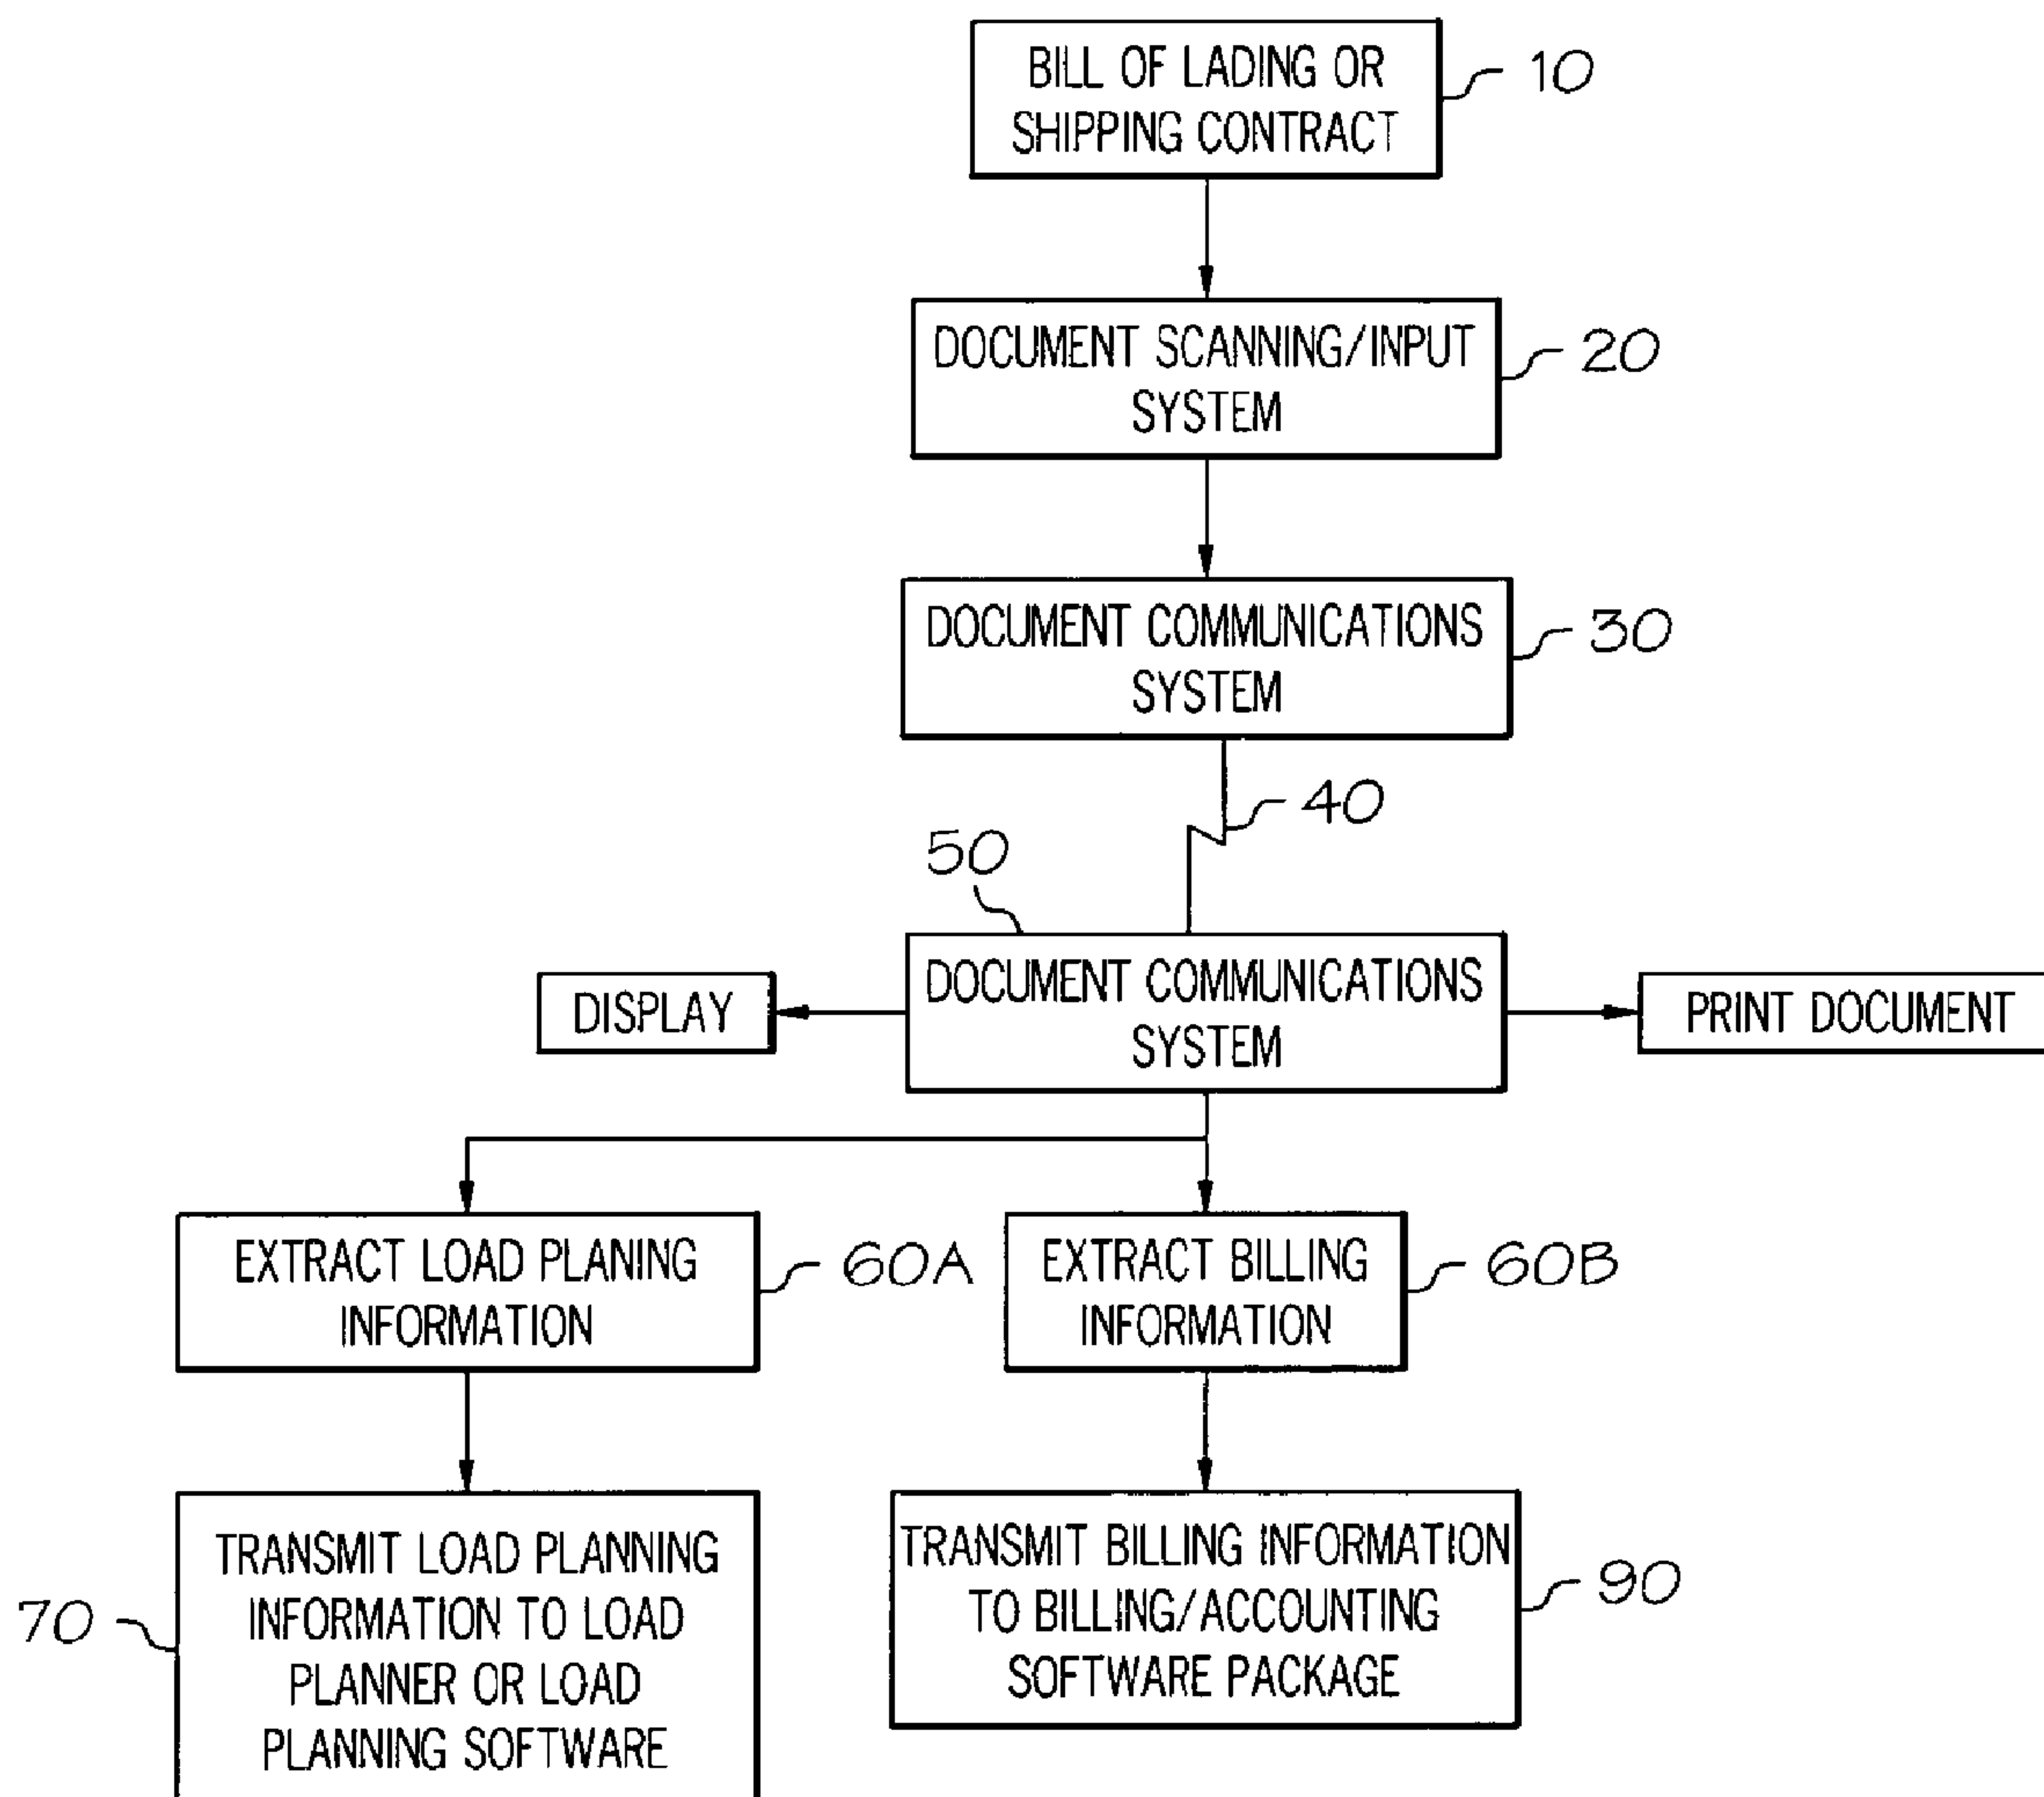 BILL OF LADING OR
SHIPPING CONTRACT
10
DOCUMENT SCANNING/INPUT
SYSTEM
20
DOCUMENT COMMUNICATIONS
SYSTEM
30
40
50
DISPLAY
DOCUMENT COMMUNICATIONS
SYSTEM
PRINT DOCUMENT
EXTRACT LOAD PLANING
INFORMATION
60A
EXTRACT BILLING
INFORMATION
60B
70
TRANSMIT LOAD PLANNING
INFORMATION TO LOAD
PLANNER OR LOAD
PLANNING SOFTWARE
TRANSMIT BILLING INFORMATION
TO BILLING/ACCOUNTING
SOFTWARE PACKAGE
90